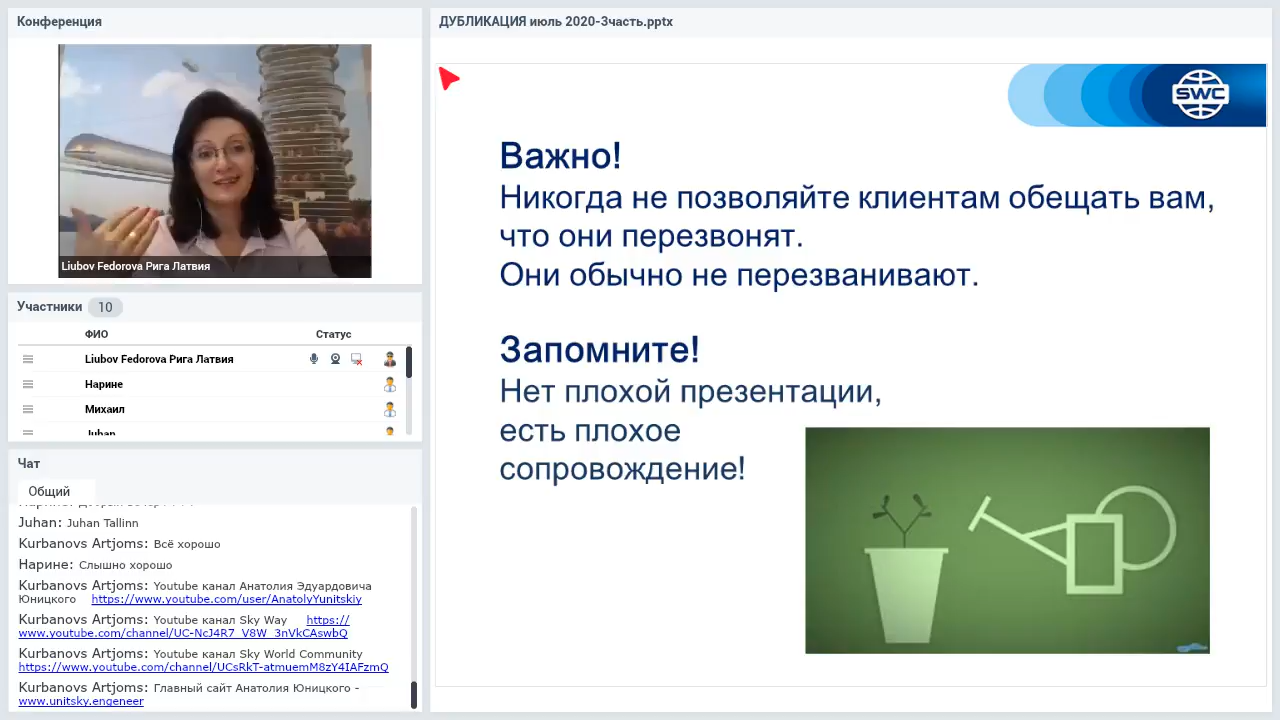 Конференция
Liubov Fedorova Рига Латвия
Участники 10
ФИО Статус
Liubov Fedorova Рига Латвия
Нарине
Михаил
Juhan
Чат
Общий
Juhan: Juhan Tallinn
Kurbanovs Artjoms: Всё хорошо
Нарине: Слышно хорошо
Kurbanovs Artjoms: Youtube канал Анатолия Эдуардовича
Юницкого https://www.youtube.com/user/AnatolyYunitskiy
Kurbanovs Artjoms: Youtube канал Sky Way https://
www.youtube.com/channel/UC-NcJ4R7_V8W_3nVkCAswbQ
Kurbanovs Artjoms: Youtube канал Sky World Community
https://www.youtube.com/channel/UCsRkT-atmuemM8zY4IAFzmQ
Kurbanovs Artjoms: Главный сайт Анатолия Юницкого -
www.unitsky.engeneer
ДУБЛИКАЦИЯ июль 2020-3часть.pptx
SWC
Важно!
Никогда не позволяйте клиентам обещать вам,
что они перезвонят.
Они обычно не перезванивают.
Запомните!
Нет плохой презентации,
есть плохое
сопровождение!